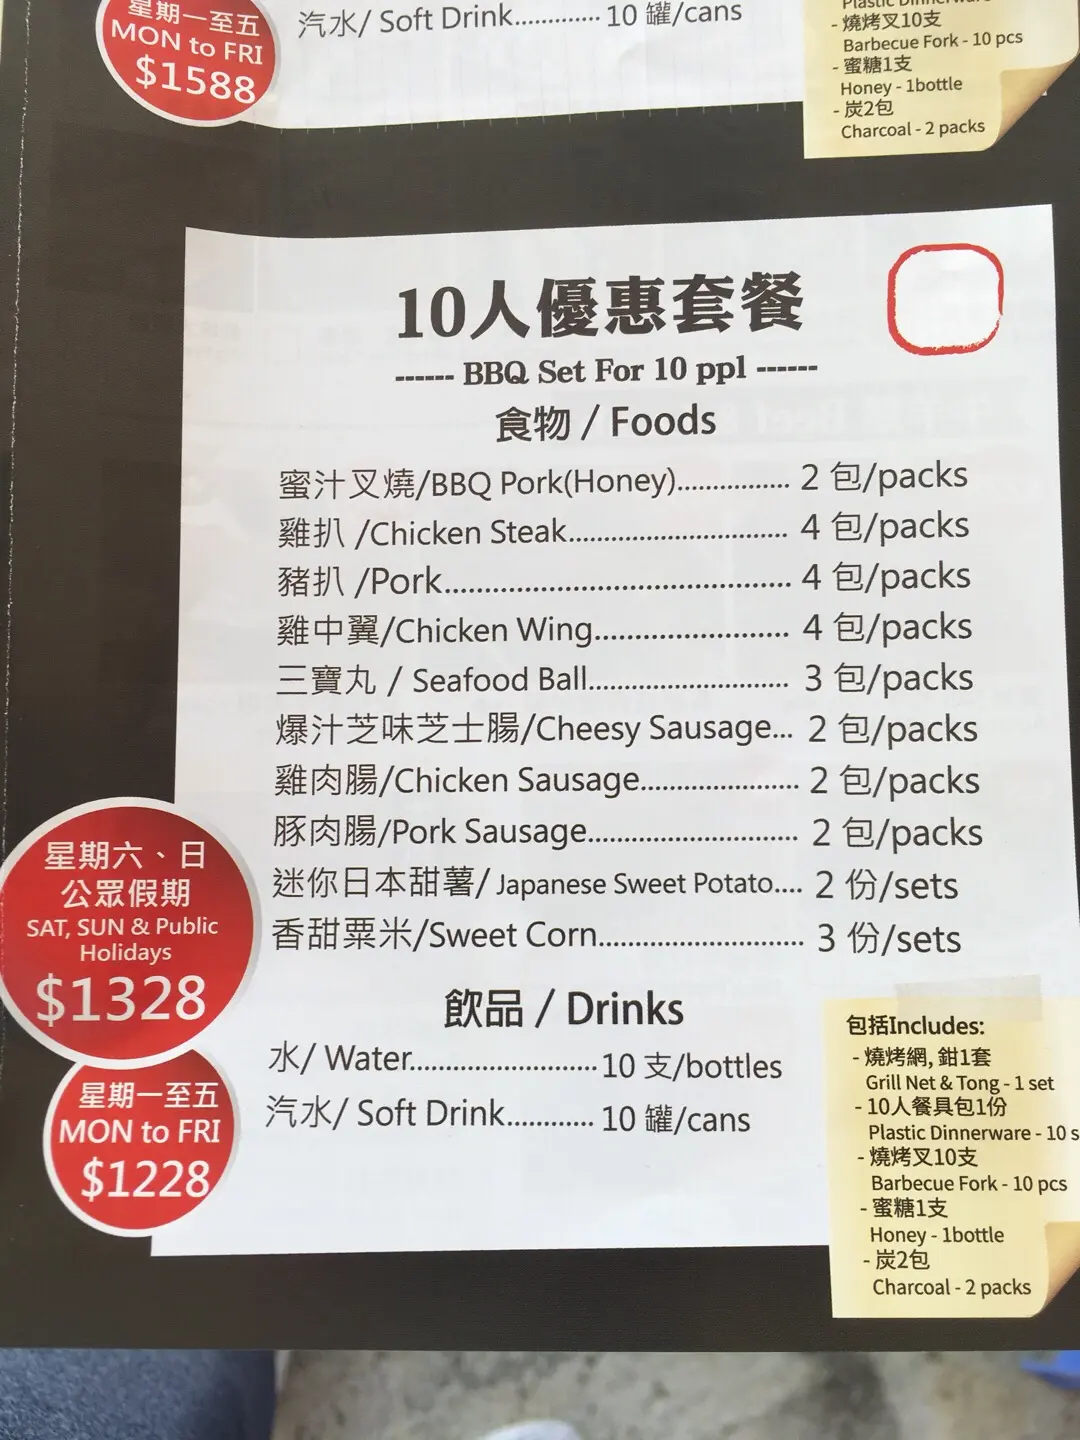 星期一至五
MON to FRI
$1588
汽水/ Soft Drink............ 10 罐/cans
- 燒烤叉10支
Barbecue Fork - 10 pcs
- 蜜糖1支
Honey - 1bottle
- 炭2包
Charcoal - 2 packs
10人優惠套餐
------ BBQ Set For 10 ppl ------
食物 / Foods
蜜汁叉燒/BBQ Pork(Honey)............... 2 包/packs
雞扒 /Chicken Steak............................. 4 包/packs
豬扒 /Pork.................................................. 4 包/packs
雞中翼/Chicken Wing.......................... 4 包/packs
三寶丸 / Seafood Ball........................... 3 包/packs
爆汁芝味芝士腸/Cheesy Sausage... 2 包/packs
雞肉腸/Chicken Sausage..................... 2 包/packs
豚肉腸/Pork Sausage............................ 2 包/packs
迷你日本甜薯/ Japanese Sweet Potato.... 2 份/sets
香甜粟米/Sweet Corn........................... 3 份/sets
星期六、日
公眾假期
SAT, SUN & Public
Holidays
$1328
飲品 / Drinks
水/ Water......................... 10 支/bottles
汽水/ Soft Drink............ 10 罐/cans
星期一至五
MON to FRI
$1228
包括Includes:
- 燒烤網, 鉗1套
Grill Net & Tong - 1 set
- 10人餐具包1份
Plastic Dinnerware - 10 s
- 燒烤叉10支
Barbecue Fork - 10 pcs
- 蜜糖1支
Honey - 1bottle
- 炭2包
Charcoal - 2 packs